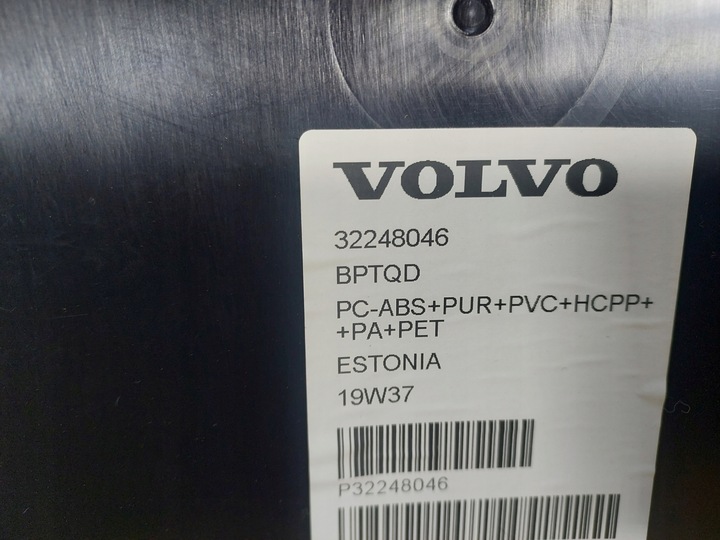 VOLVO
32248046
BPTQD
PC-ABS+PUR+PVC+HCPP+
+PA+PET
ESTONIA
19W37
P32248046